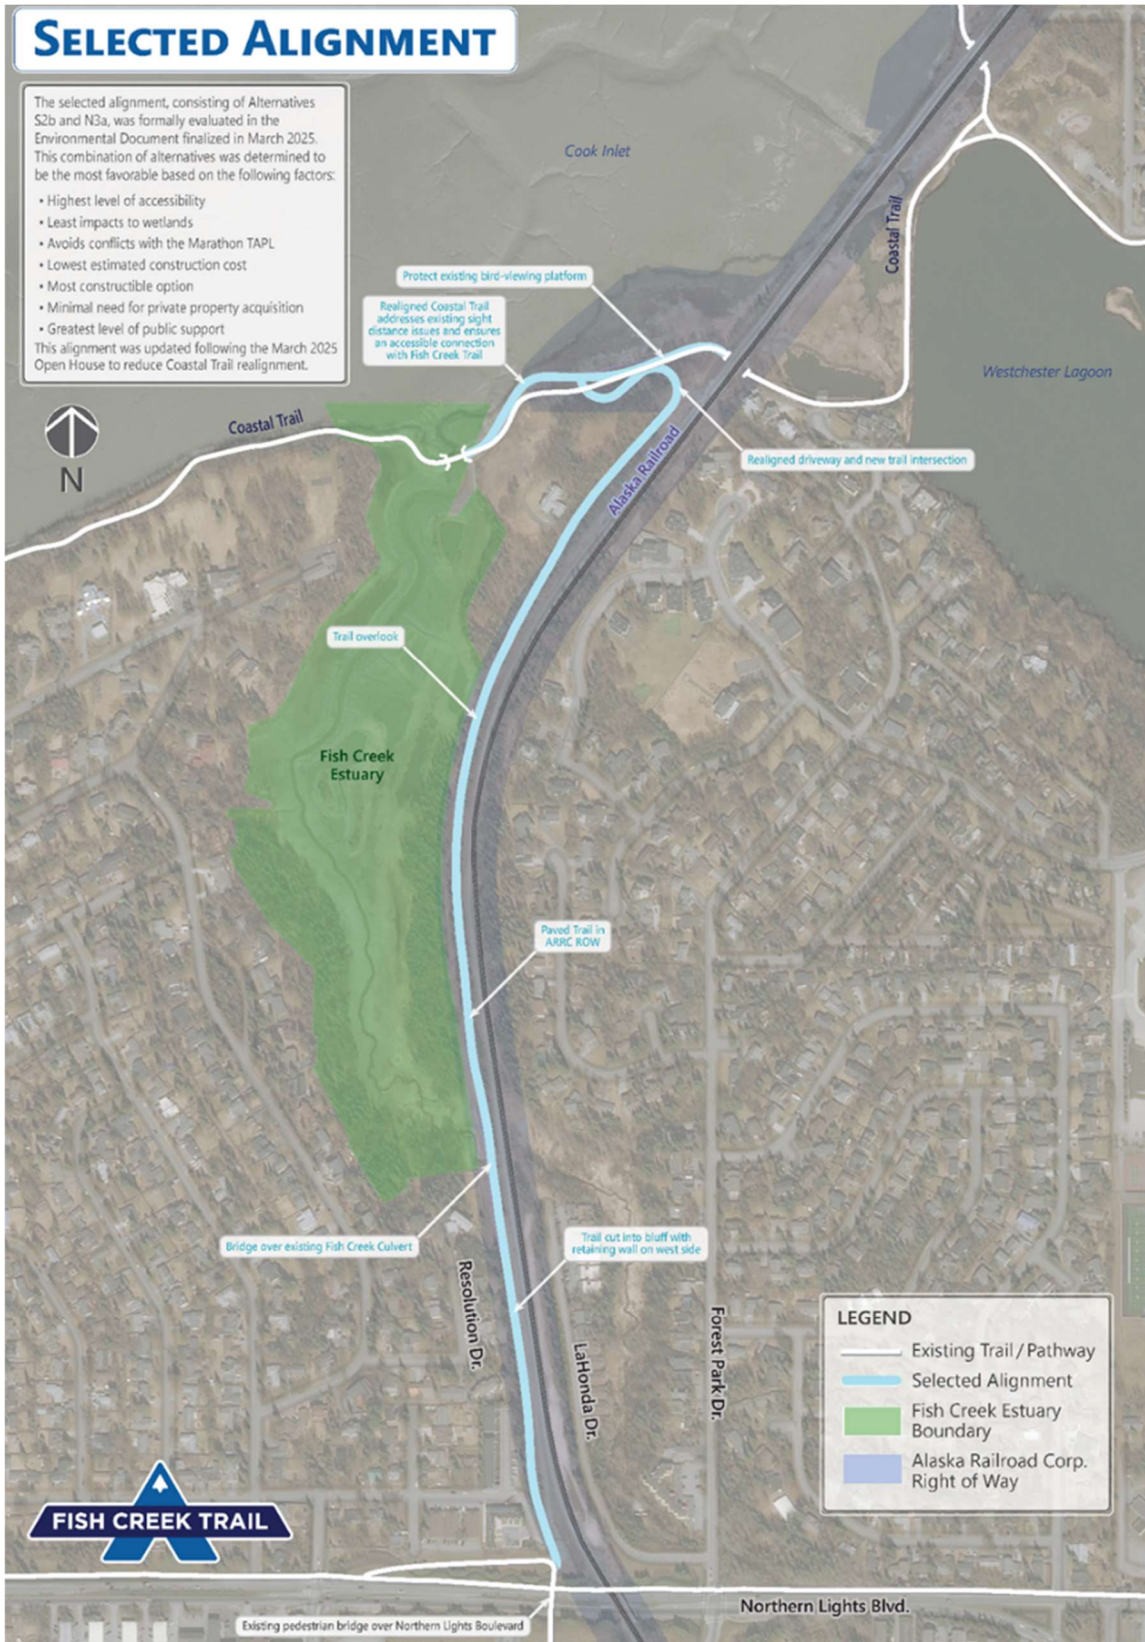 SELECTED ALIGNMENT
The selected alignment, consisting of Alternatives
S2b and N3a, was formally evaluated in the
Environmental Document finalized in March 2025.
This combination of alternatives was determined to
be the most favorable based on the following factors:
• Highest level of accessibility
• Least impacts to wetlands
• Avoids conflicts with the Marathon TAPL
• Lowest estimated construction cost
• Most constructible option
• Minimal need for private property acquisition
• Greatest level of public support
This alignment was updated following the March 2025
Open House to reduce Coastal Trail realignment.
Cook Inlet
Coastal Trail
Protect existing bird-viewing platform
Realigned Coastal Trail
addresses existing sight
distance issues and ensures
an accessible connection
with Fish Creek Trail
Westchester Lagoon
Coastal Trail
N
Alaska Railroad
Realigned driveway and new trail intersection
Trail overlook
Fish Creek
Estuary
Paved Trail in
ARRC ROW
Bridge over existing Fish Creek Culvert
Trail cut into bluff with
retaining wall on west side
Resolution Dr.
LaHonda Dr.
Forest Park Dr.
LEGEND
Existing Trail / Pathway
Selected Alignment
Fish Creek Estuary
Boundary
Alaska Railroad Corp.
Right of Way
FISH CREEK TRAIL
Northern Lights Blvd.
Existing pedestrian bridge over Northern Lights Boulevard